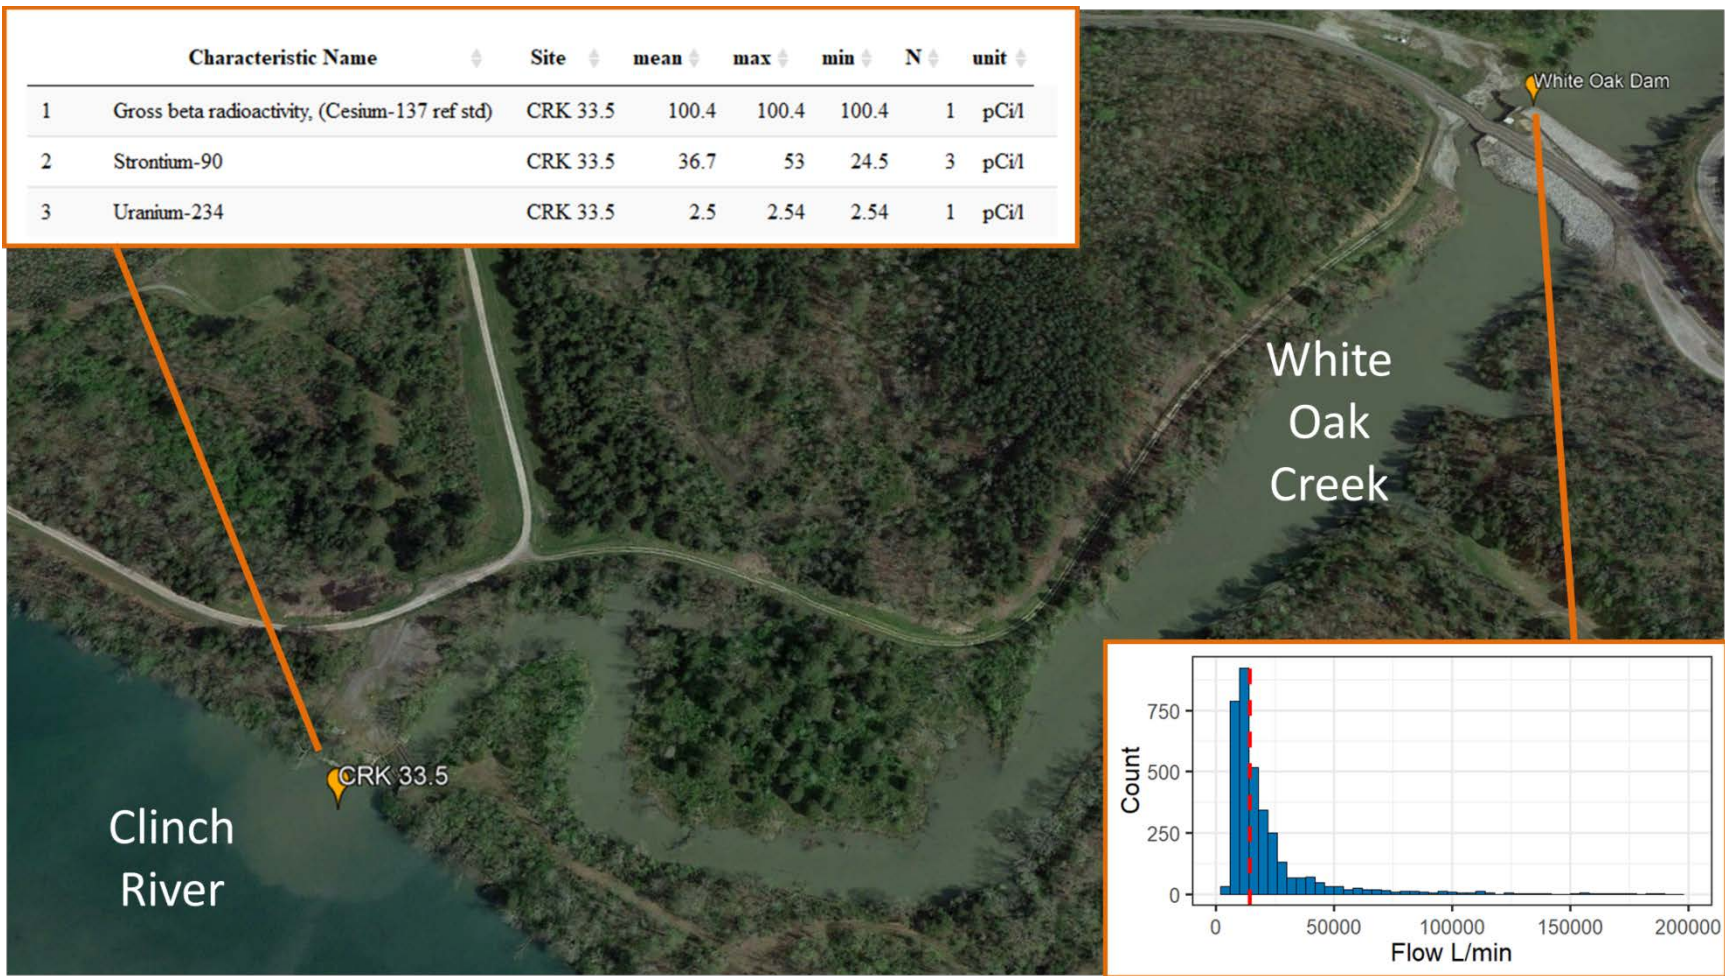 Characteristic Name Site mean max min N unit
1 Gross beta radioactivity, (Cesium-137 ref std) CRK 33.5 100.4 100.4 100.4 1 pCi/l
2 Strontium-90 CRK 33.5 36.7 53 24.5 3 pCi/l
3 Uranium-234 CRK 33.5 2.5 2.54 2.54 1 pCi/l
White Oak Dam
White
Oak
Creek
CRK 33.5
Clinch
River
Count
750
500
250
0
0 50000 100000 150000 200000
Flow L/min